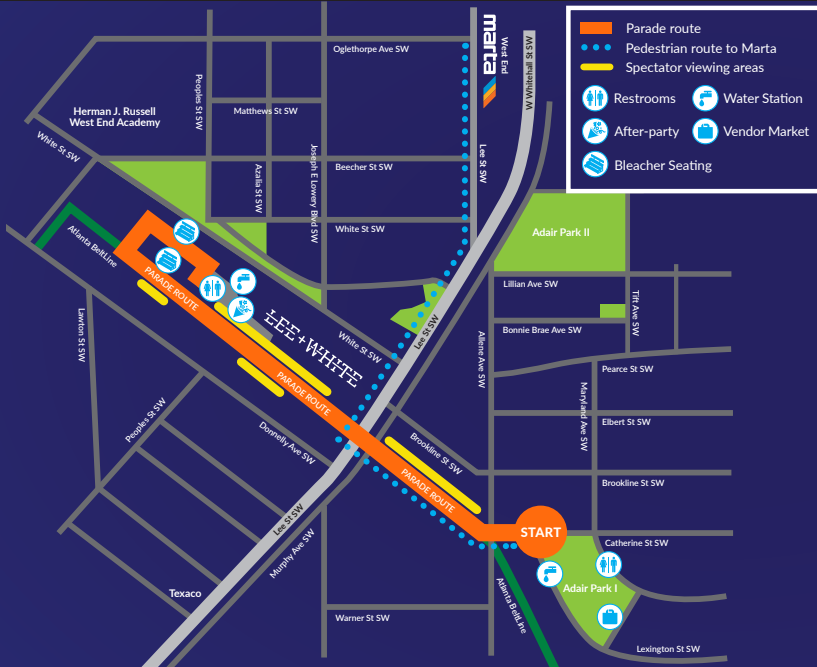 Oglethorpe Ave SW
marta
West End
W Whitehall St SW
Parade route
Pedestrian route to Marta
Spectator viewing areas
Restrooms
Water Station
After-party
Vendor Market
Bleacher Seating
Herman J. Russell
West End Academy
Peoples St SW
Matthews St SW
White St SW
Azalia St SW
Joseph E Lowery Blvd SW
Beecher St SW
Lee St SW
White St SW
Adair Park II
Atlanta BeltLine
PARADE ROUTE
LEE+WHITE
White St SW
Lee St SW
Lillian Ave SW
Tift Ave SW
Bonnie Brae Ave SW
Allene Ave SW
Lawton St SW
Pearce St SW
Maryland Ave SW
PARADE ROUTE
Peoples St SW
Donnelly Ave SW
Brookline St SW
Elbert St SW
PARADE ROUTE
Brookline St SW
START
Catherine St SW
Lee St SW
Murphy Ave SW
Texaco
Atlanta BeltLine
Adair Park I
Warner St SW
Lexington St SW